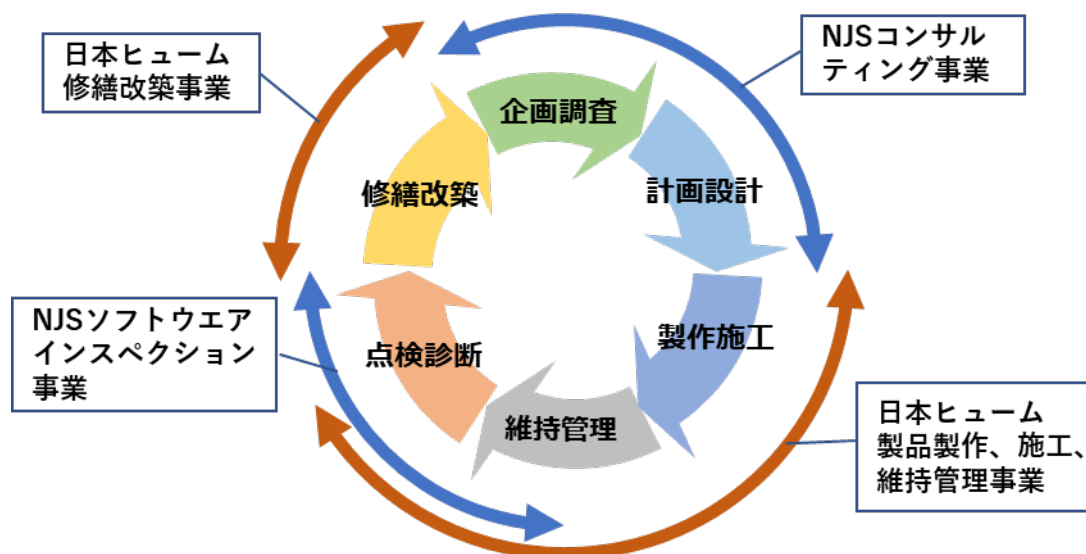 日本ヒューム
修繕改築事業
NJSコンサル
ティング事業
企画調査
修繕改築
計画設計
NJSソフトウエア
インスペクション
事業
点検診断
製作施工
維持管理
日本ヒューム
製品製作、施工、
維持管理事業